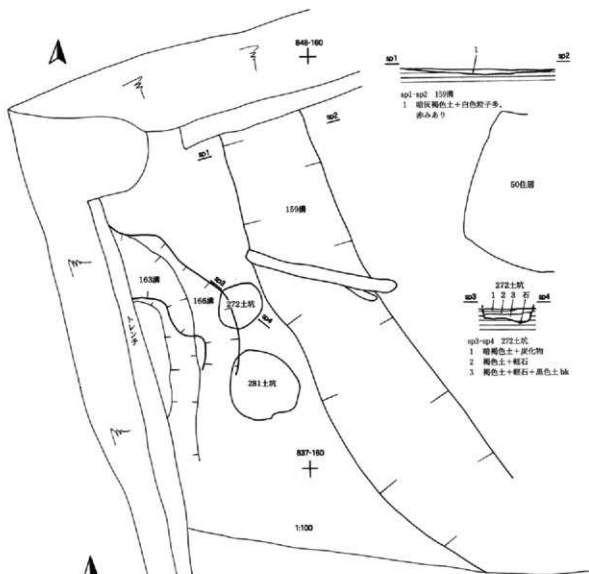 848-160
sp1
1
sp2
sp1-sp2 159溝
1 暗灰褐色土+白色粒子多、
赤みあり
sp2
sp1
50住居
159溝
163溝
166溝
sp3
272土坑
sp4
トレンチ
272土坑
sp3
1 2 3 石
sp4
sp3-sp4 272土坑
1 暗褐色土+炭化物
2 褐色土+軽石
3 褐色土+軽石+黒色土bk
281土坑
837-160
1:100